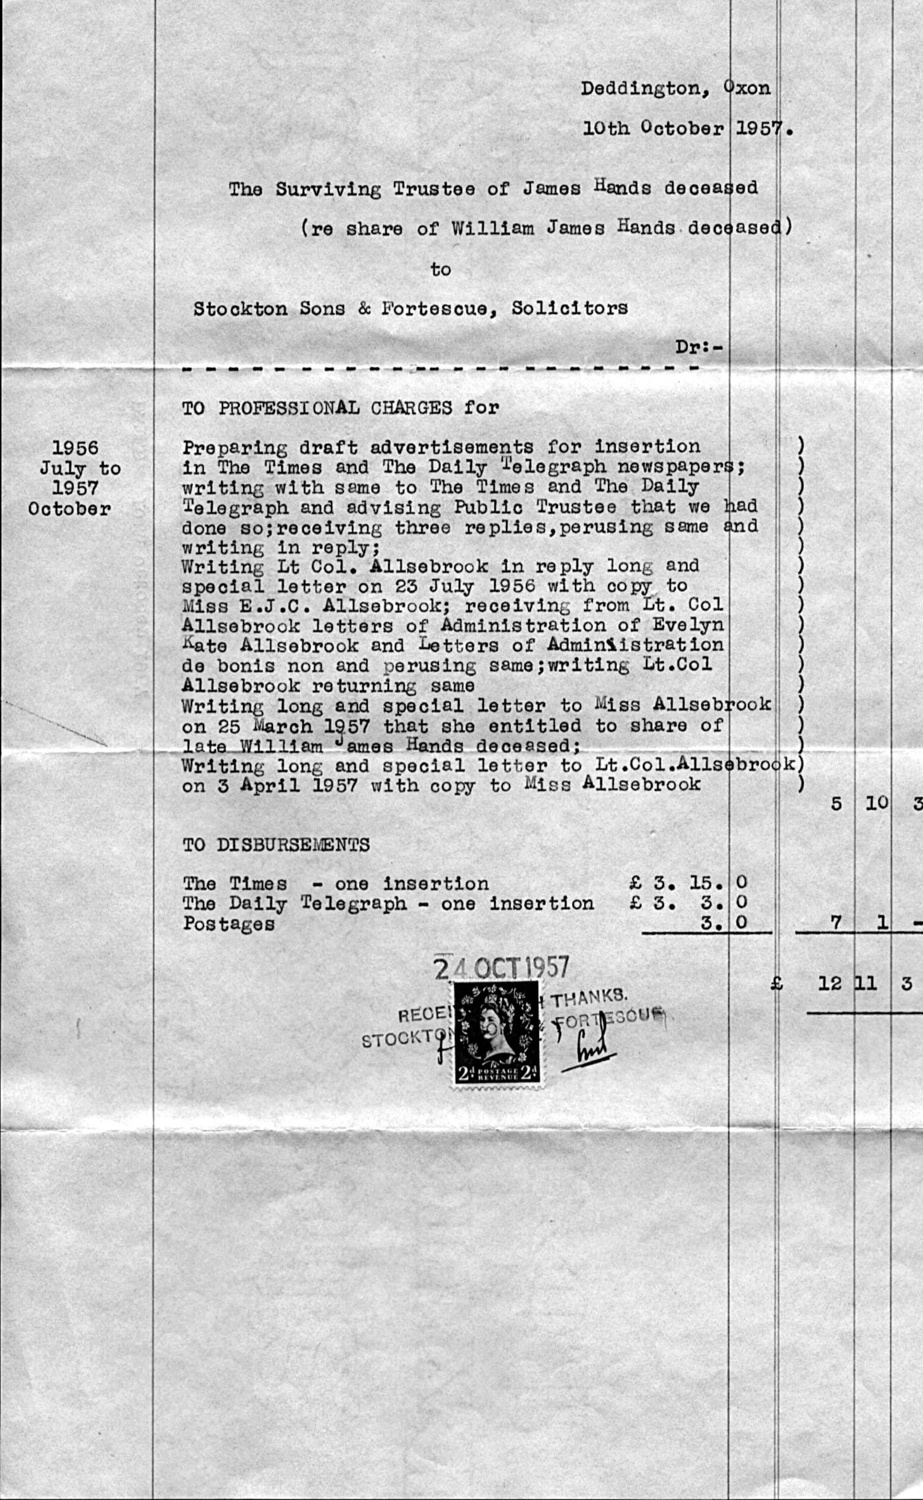 Deddington, Oxon
10th October 1957.
The Surviving Trustee of James Hands deceased
(re share of William James Hands deceased)
to
Stockton Sons & Fortescue, Solicitors
Dr:-
TO PROFESSIONAL CHARGES for
1956
July to
1957
October
Preparing draft advertisements for insertion )
in The Times and The Daily Telegraph newspapers; )
writing with same to The Times and The Daily )
Telegraph and advising Public Trustee that we had )
done so;receiving three replies,perusing same and )
writing in reply; )
Writing Lt Col. Allsebrook in reply long and )
special letter on 23 July 1956 with copy to )
Miss E.J.C. Allsebrook; receiving from Lt. Col )
Allsebrook letters of Administration of Evelyn )
Kate Allsebrook and Letters of Adminiistration )
de bonis non and perusing same;writing Lt.Col )
Allsebrook returning same )
Writing long and special letter to Miss Allsebrook )
on 25 March 1957 that she entitled to share of )
late William James Hands deceased; )
Writing long and special letter to Lt.Col.Allsebrook)
on 3 April 1957 with copy to Miss Allsebrook )
5 10 3
TO DISBURSEMENTS
The Times - one insertion £ 3. 15. 0
The Daily Telegraph - one insertion £ 3. 3. 0
Postages 3. 0 7 1 -
£ 12 11 3
24 OCT 1957
THANKS.
STOCKTON FORTESCUE
2d POSTAGE REVENUE 2d